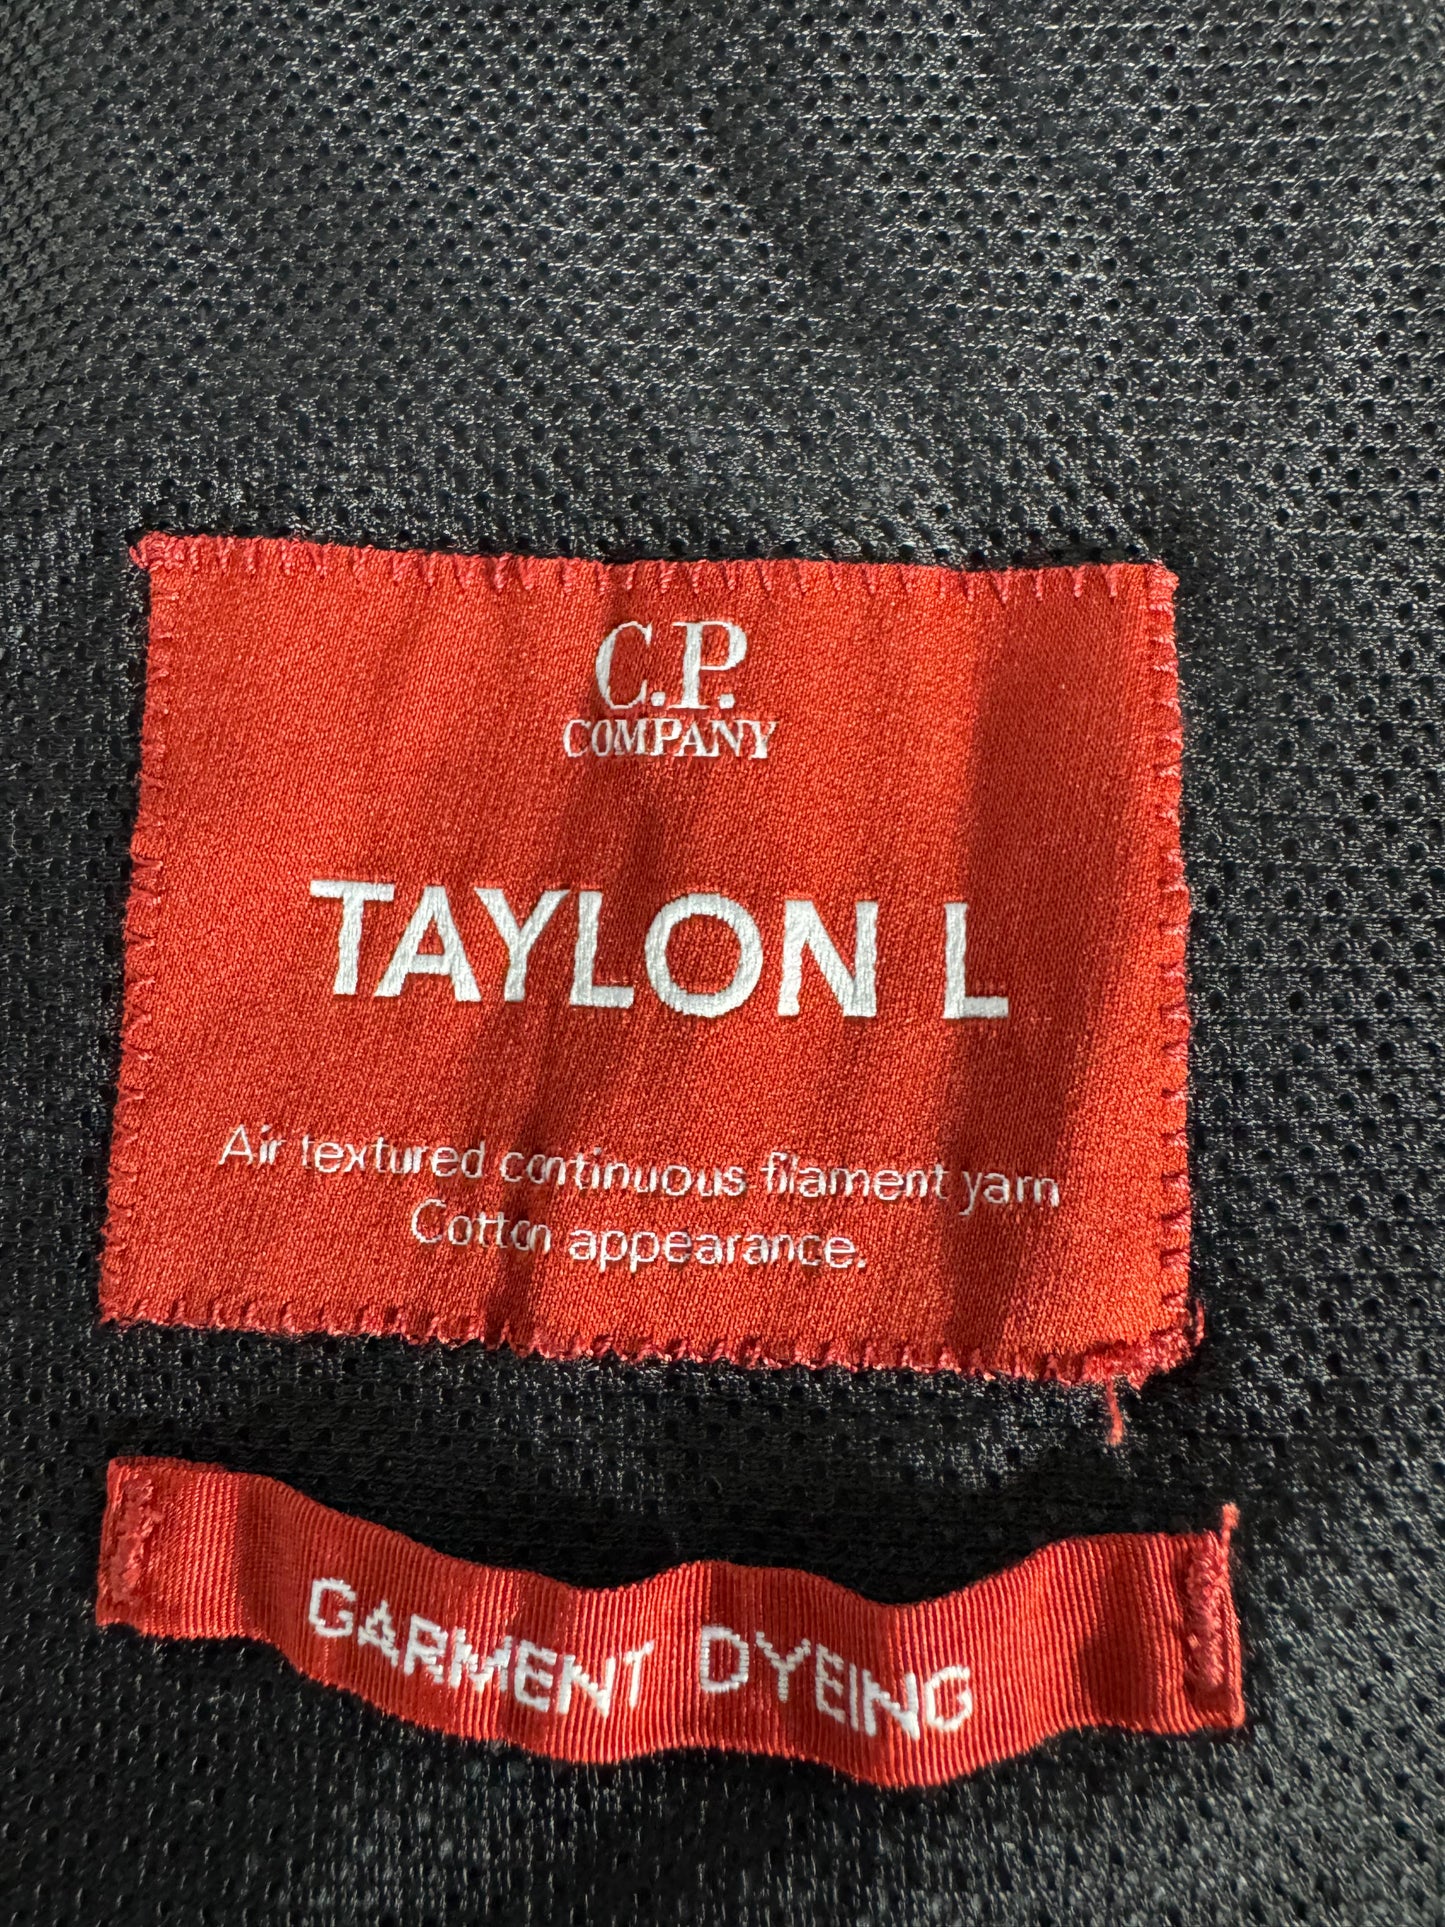 C.P.
COMPANY
TAYLON L
Air textured continuous filament yarn
Cotton appearance.
GARMENT DYEING